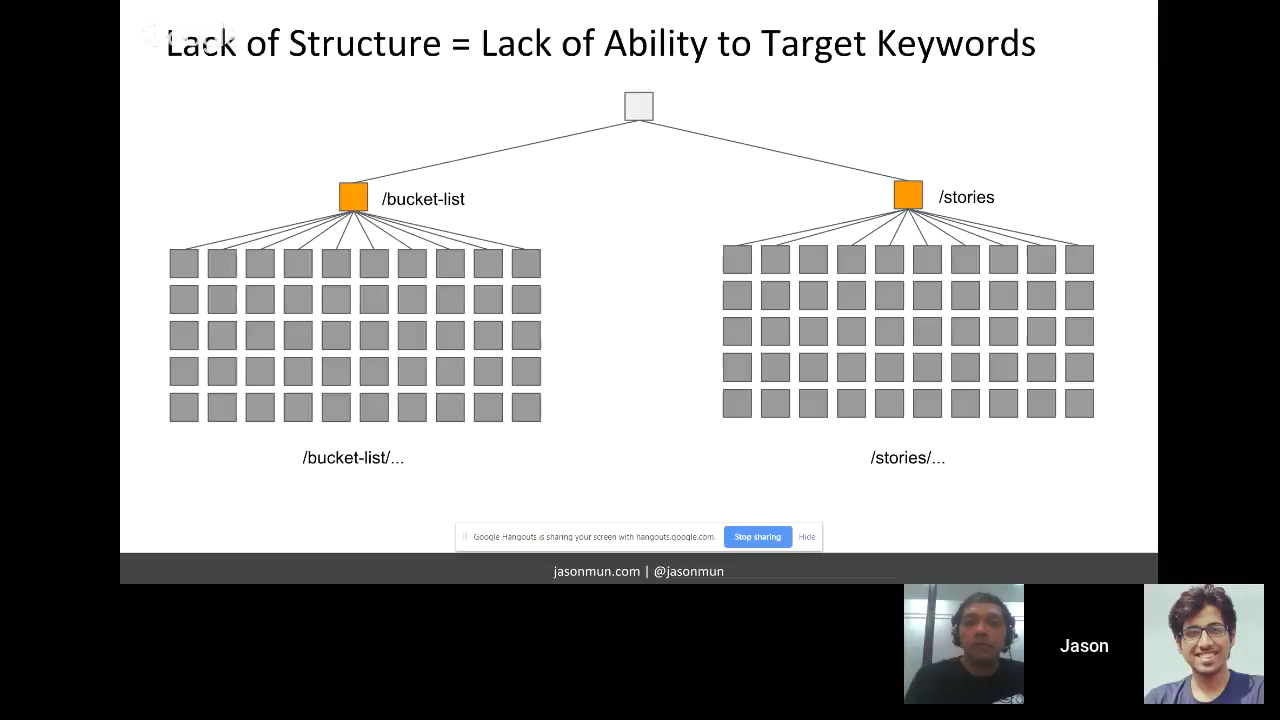 Lack of Structure = Lack of Ability to Target Keywords
/bucket-list
/stories
/bucket-list/...
/stories/...
Google Hangouts is sharing your screen with hangouts.google.com.
Stop sharing
Hide
jasonmun.com | @jasonmun
Jason